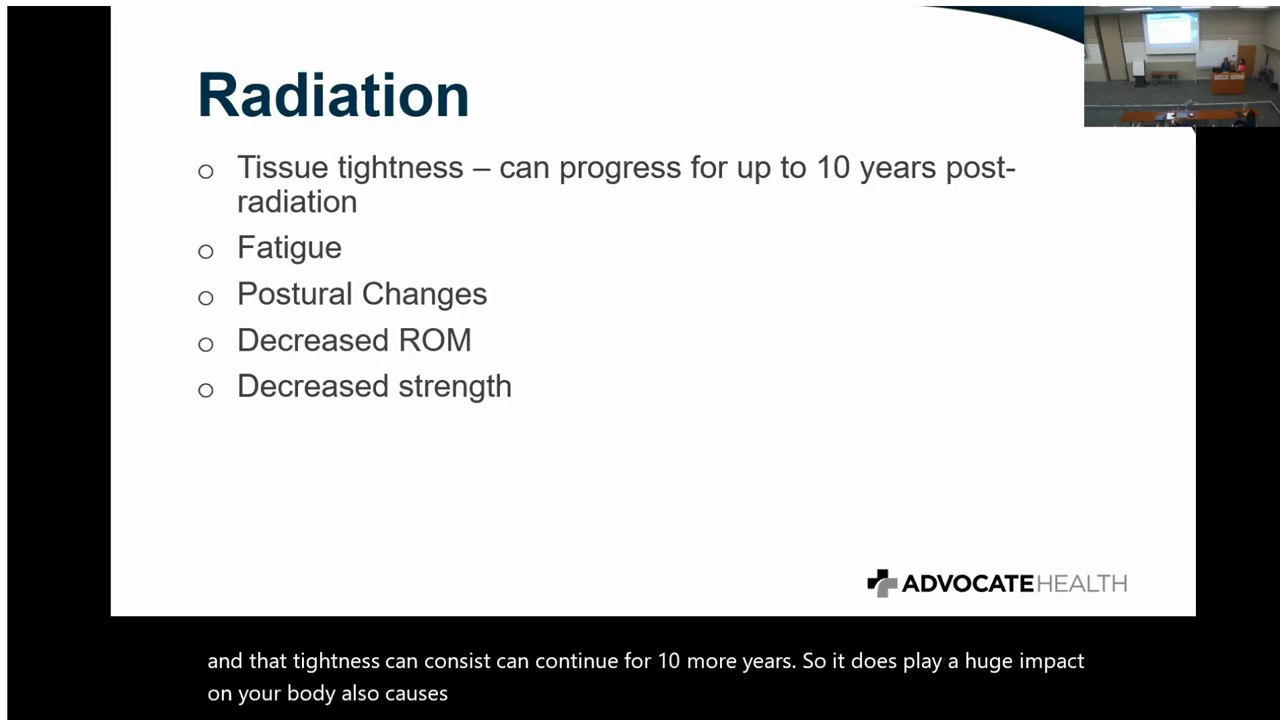 Radiation
o Tissue tightness – can progress for up to 10 years post-
radiation
o Fatigue
o Postural Changes
o Decreased ROM
o Decreased strength
ADVOCATEHEALTH
and that tightness can consist can continue for 10 more years. So it does play a huge impact
on your body also causes